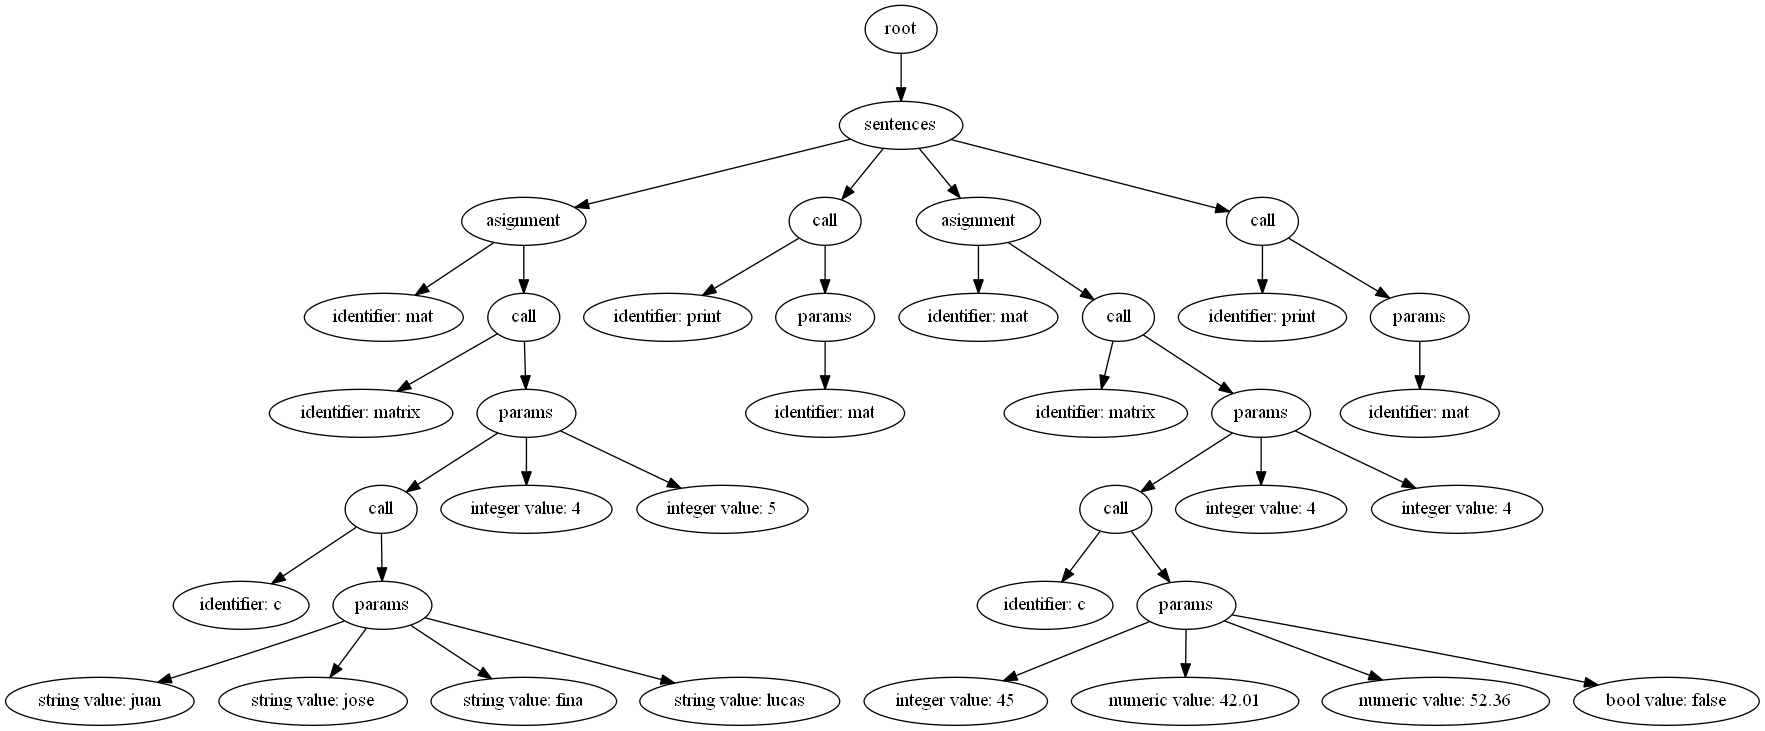 root
sentences
asignment
call
asignment
call
identifier: mat
call
identifier: print
params
identifier: mat
call
identifier: print
params
identifier: matrix
params
identifier: mat
identifier: matrix
params
identifier: mat
call
integer value: 4
integer value: 5
call
integer value: 4
integer value: 4
identifier: c
params
identifier: c
params
string value: juan
string value: jose
string value: fina
string value: lucas
integer value: 45
numeric value: 42.01
numeric value: 52.36
bool value: false